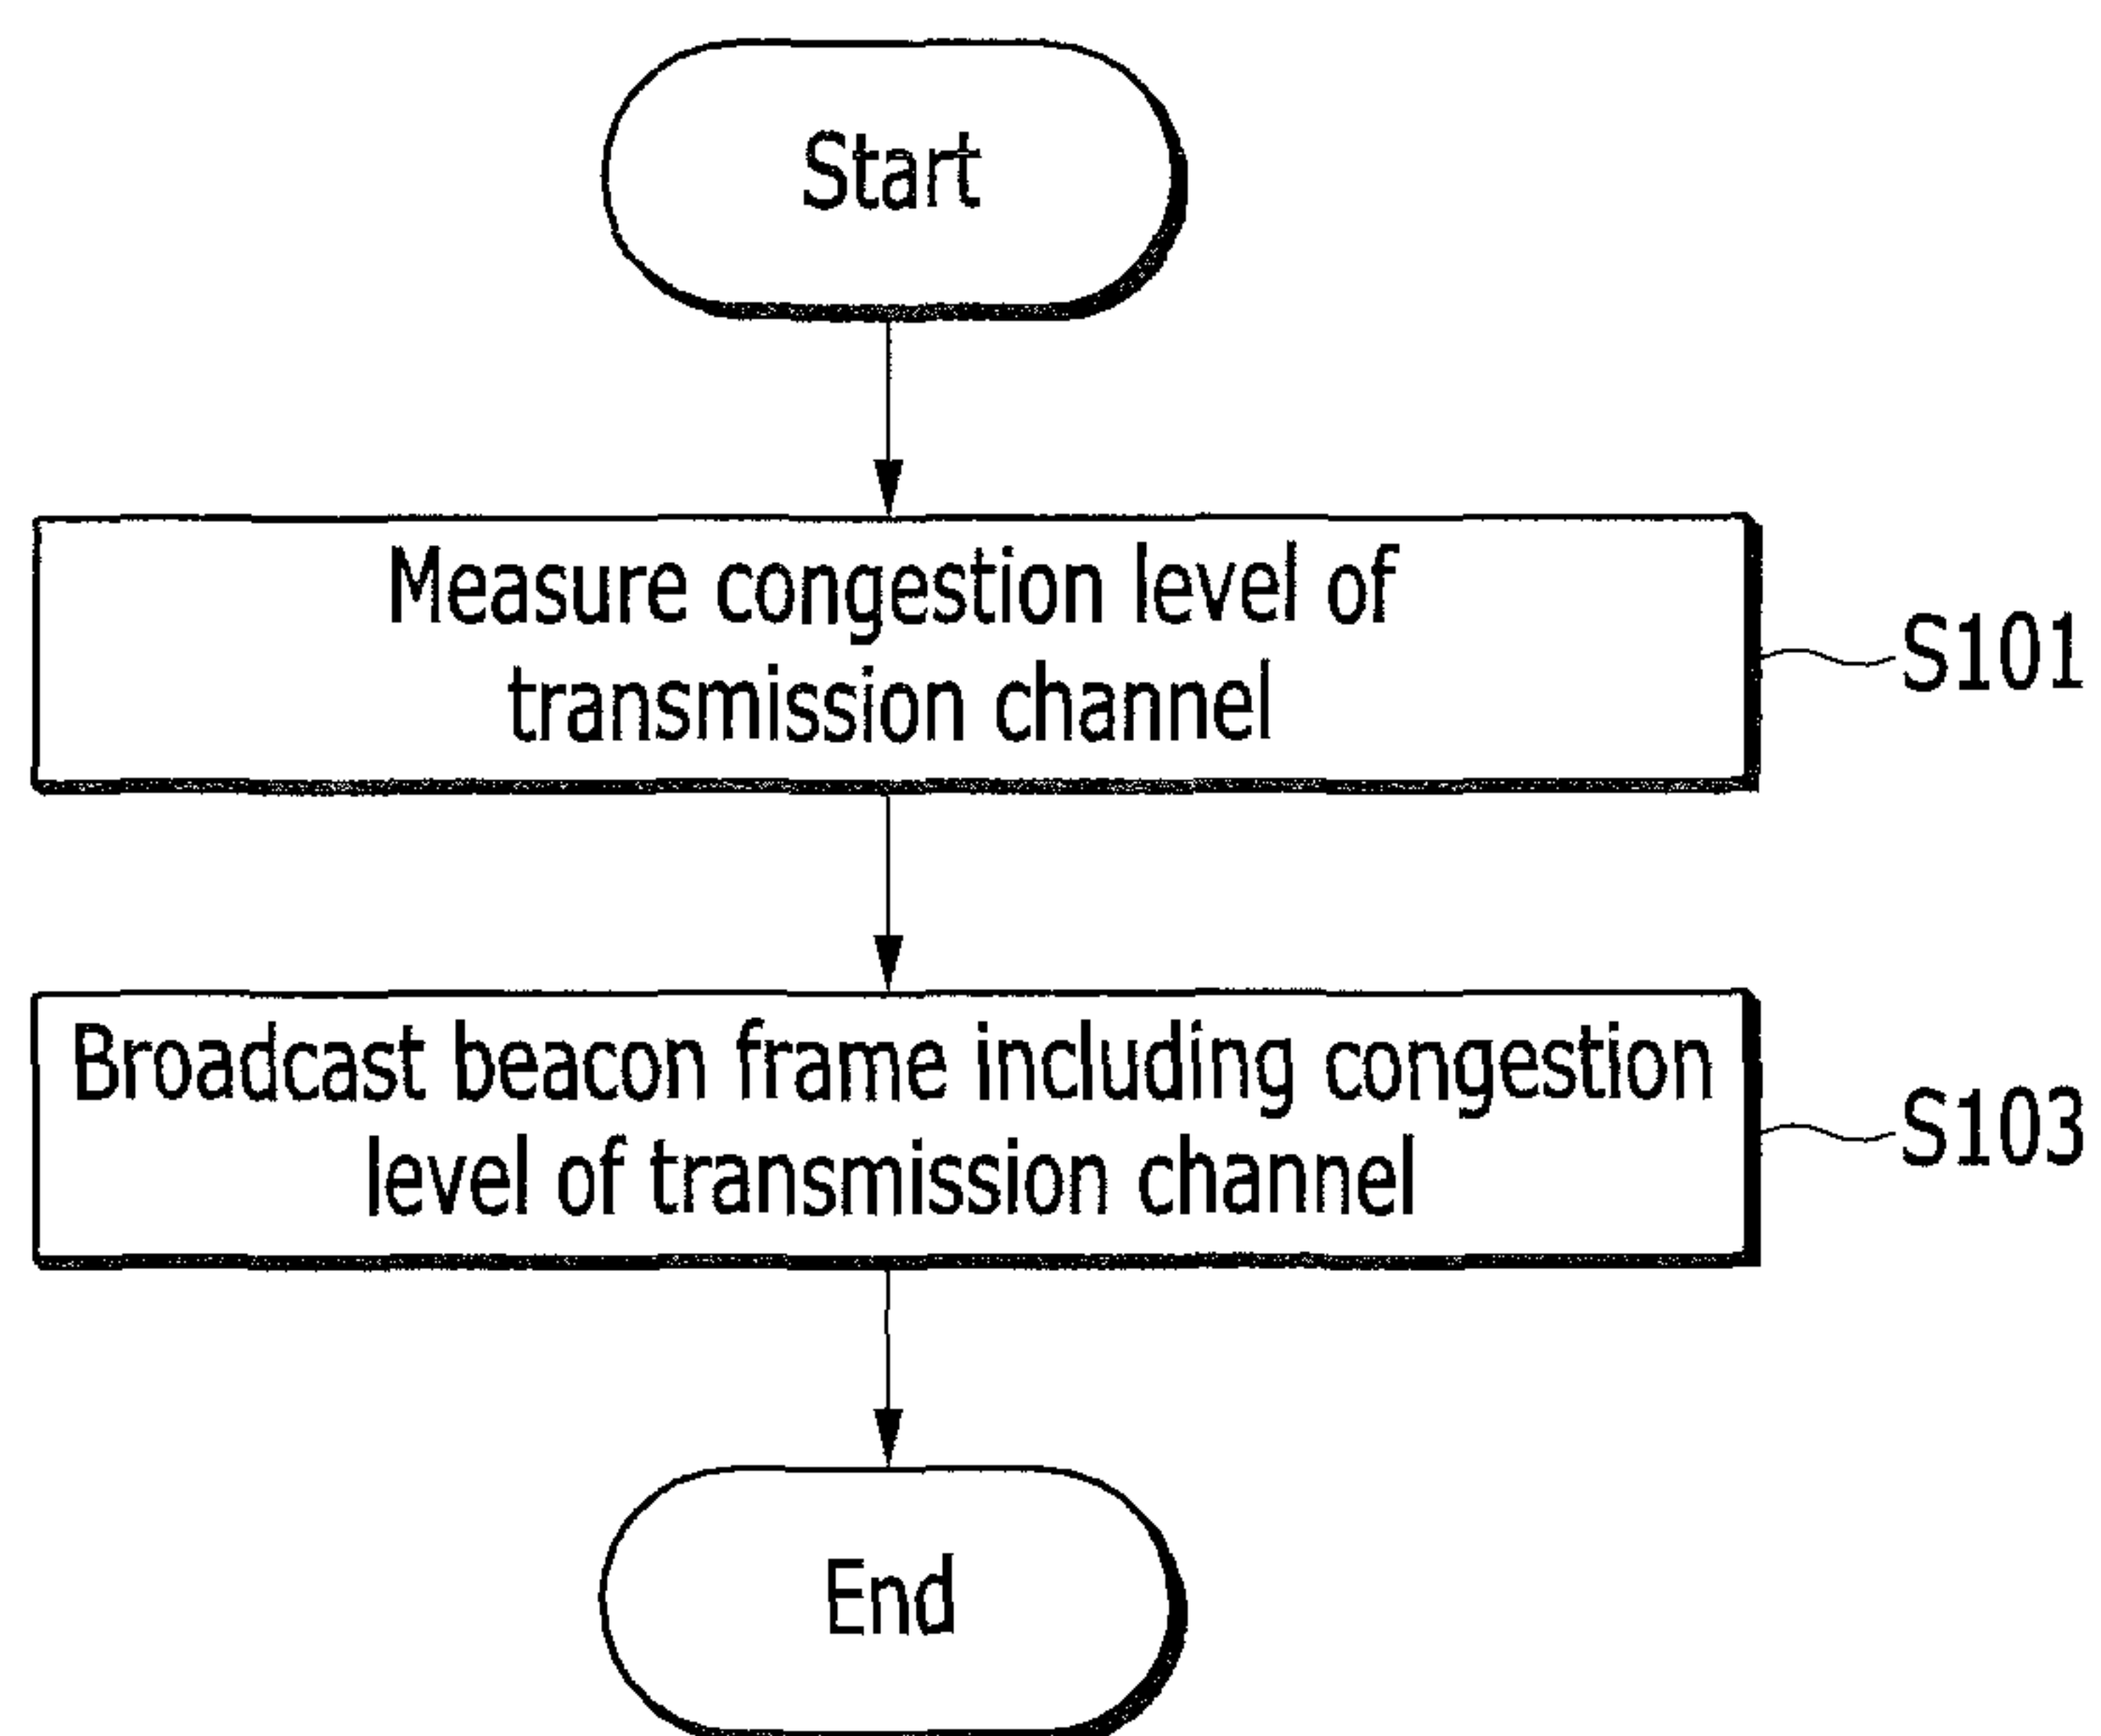 Start
Measure congestion level of
transmission channel
S101
Broadcast beacon frame including congestion
level of transmission channel
S103
End